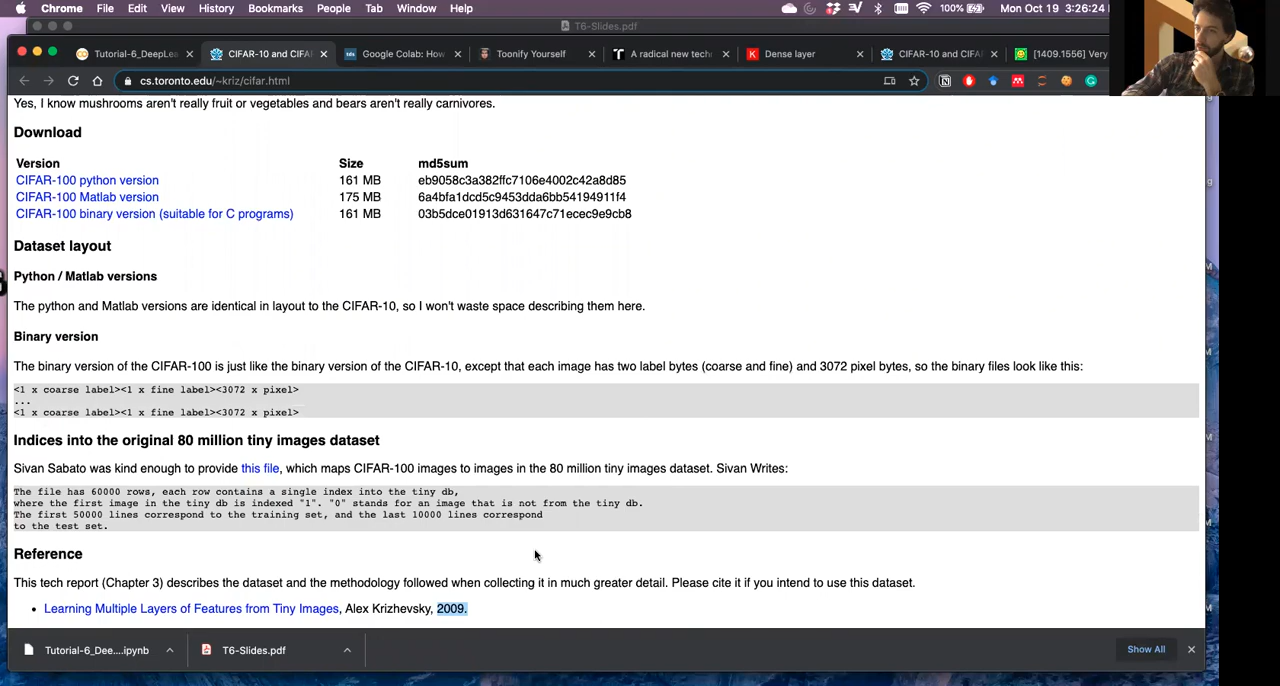 Chrome File Edit View History Bookmarks People Tab Window Help 100% Mon Oct 19 3:26:24
T6-Slides.pdf
Tutorial-6_DeepLea CIFAR-10 and CIFA Google Colab: How Toonify Yourself A radical new techn Dense layer CIFAR-10 and CIFA [1409.1556] Very
cs.toronto.edu/~kriz/cifar.html
Yes, I know mushrooms aren't really fruit or vegetables and bears aren't really carnivores.
Download
Version Size md5sum
CIFAR-100 python version 161 MB eb9058c3a382ffc7106e4002c42a8d85
CIFAR-100 Matlab version 175 MB 6a4bfa1dcd5c9453dda6bb54194911f4
CIFAR-100 binary version (suitable for C programs) 161 MB 03b5dce01913d631647c71ecec9e9cb8
Dataset layout
Python / Matlab versions
The python and Matlab versions are identical in layout to the CIFAR-10, so I won't waste space describing them here.
Binary version
The binary version of the CIFAR-100 is just like the binary version of the CIFAR-10, except that each image has two label bytes (coarse and fine) and 3072 pixel bytes, so the binary files look like this:
<1 x coarse label><1 x fine label><3072 x pixel>
...
<1 x coarse label><1 x fine label><3072 x pixel>
Indices into the original 80 million tiny images dataset
Sivan Sabato was kind enough to provide this file, which maps CIFAR-100 images to images in the 80 million tiny images dataset. Sivan Writes:
The file has 60000 rows, each row contains a single index into the tiny db,
where the first image in the tiny db is indexed "1". "0" stands for an image that is not from the tiny db.
The first 50000 lines correspond to the training set, and the last 10000 lines correspond
to the test set.
Reference
This tech report (Chapter 3) describes the dataset and the methodology followed when collecting it in much greater detail. Please cite it if you intend to use this dataset.
• Learning Multiple Layers of Features from Tiny Images, Alex Krizhevsky, 2009.
Tutorial-6_Dee....ipynb T6-Slides.pdf Show All